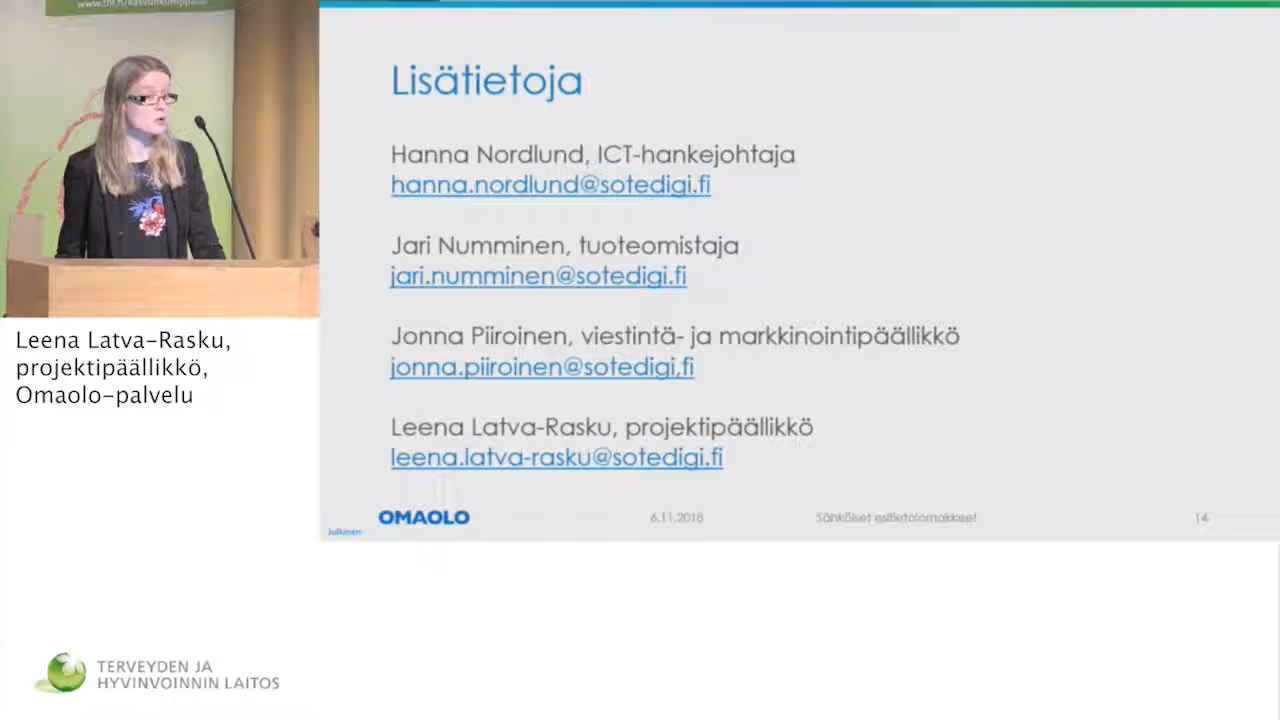 Lisätietoja
Hanna Nordlund, ICT-hankejohtaja
hanna.nordlund@sotedigi.fi
Jari Numminen, tuoteomistaja
jari.numminen@sotedigi.fi
Jonna Piiroinen, viestintä- ja markkinointipäällikkö
jonna.piiroinen@sotedigi,fi
Leena Latva-Rasku, projektipäällikkö
leena.latva-rasku@sotedigi.fi
Julkinen
OMAOLO
6.11.2018
Sähköiset esitietolomakkeet
14
Leena Latva-Rasku,
projektipäällikkö,
Omaolo-palvelu
TERVEYDEN JA
HYVINVOINNIN LAITOS